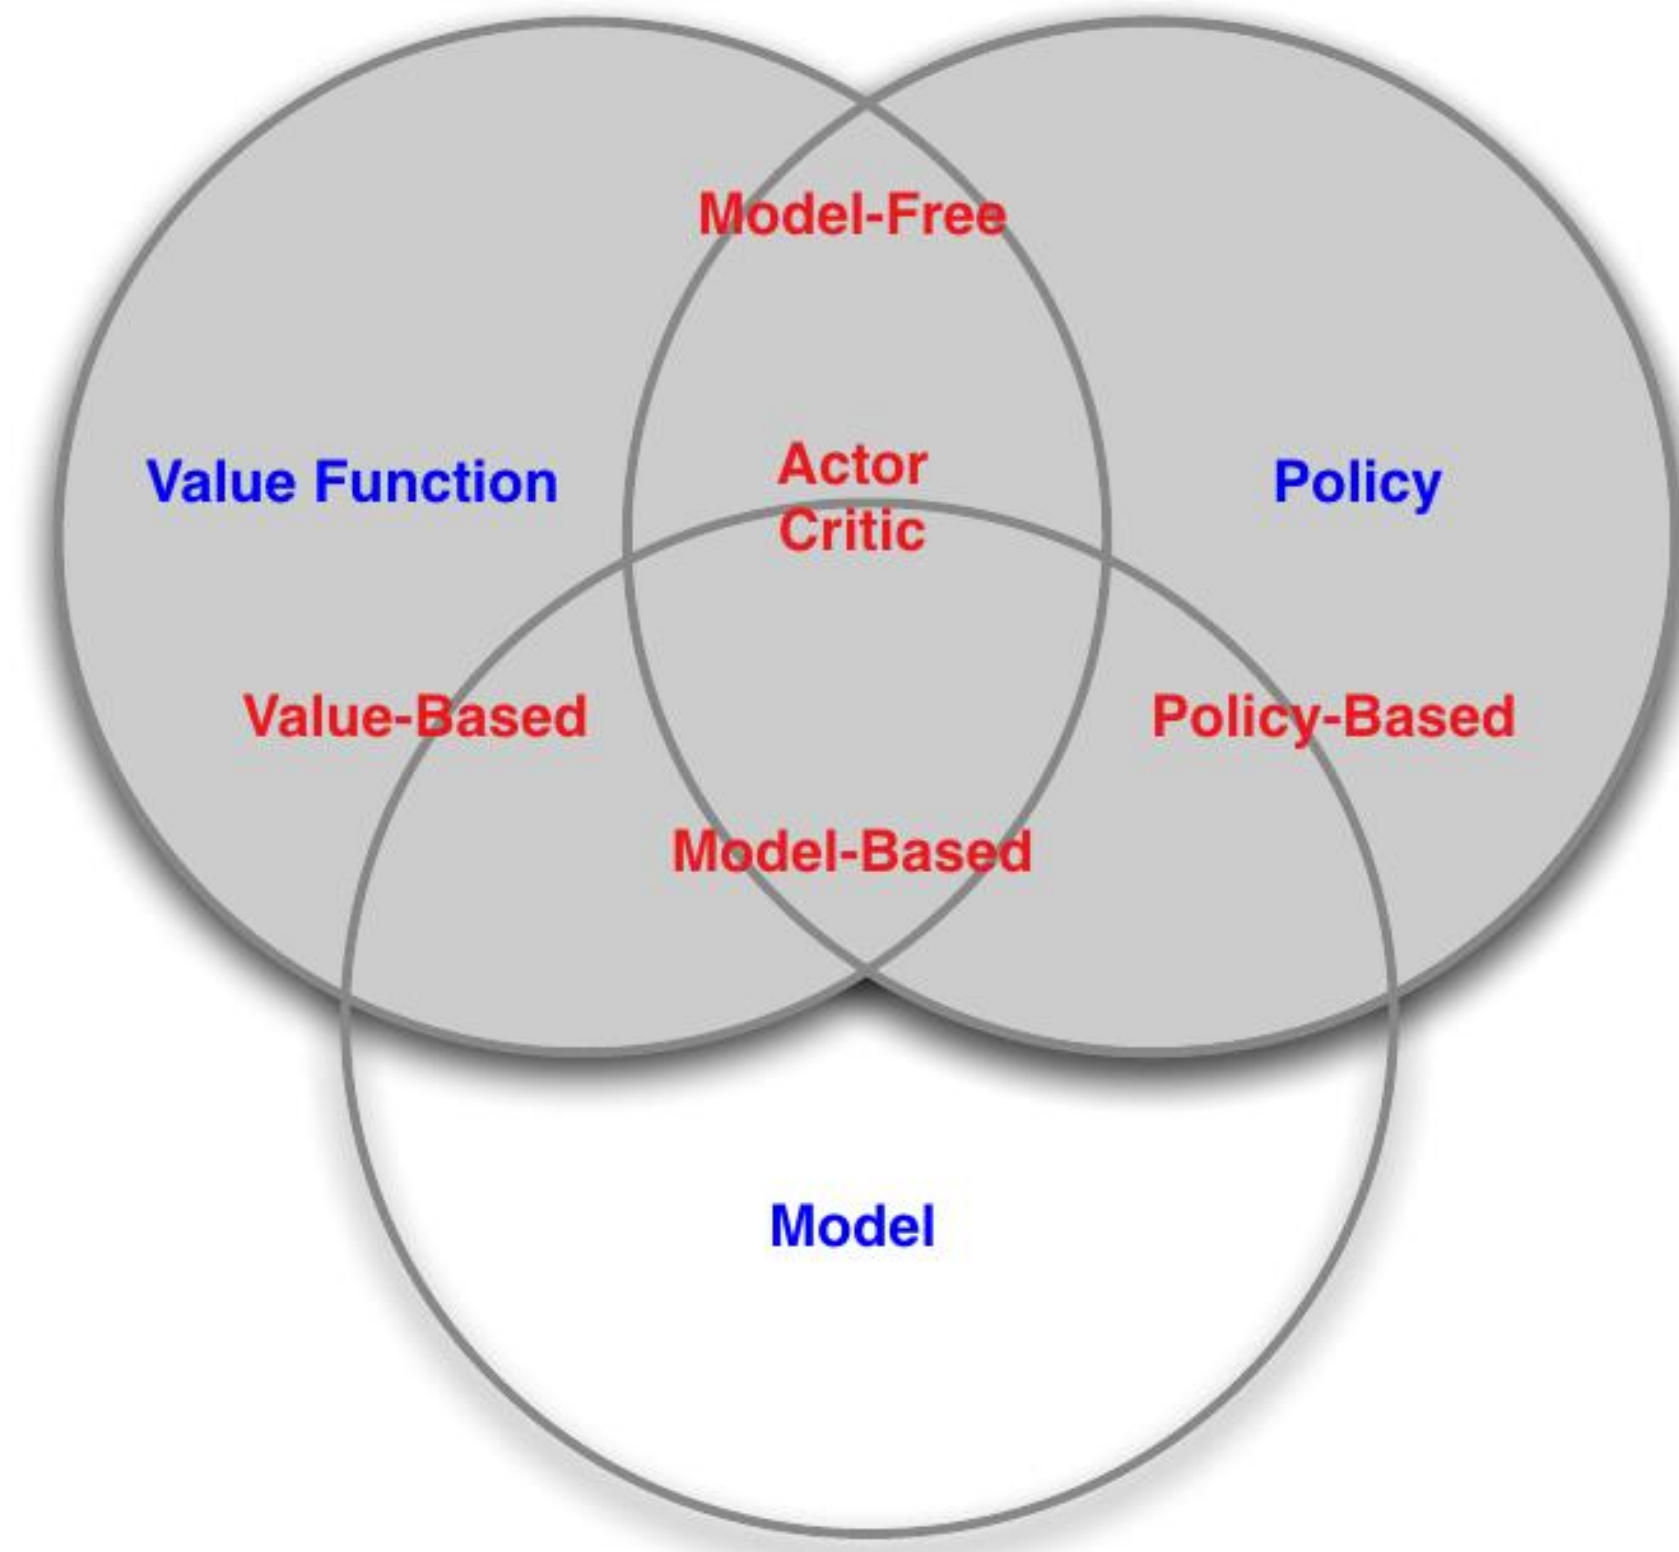 Model-Free
Value Function
Actor
Critic
Policy
Value-Based
Policy-Based
Model-Based
Model